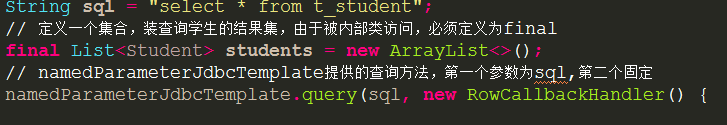 String sql = "select * from t_student";
// 定义一个集合，装查询学生的结果集，由于被内部类访问，必须定义为final
final List<Student> students = new ArrayList<>();
// namedParameterJdbcTemplate提供的查询方法，第一个参数为sql,第二个固定
namedParameterJdbcTemplate.query(sql, new RowCallbackHandler() {